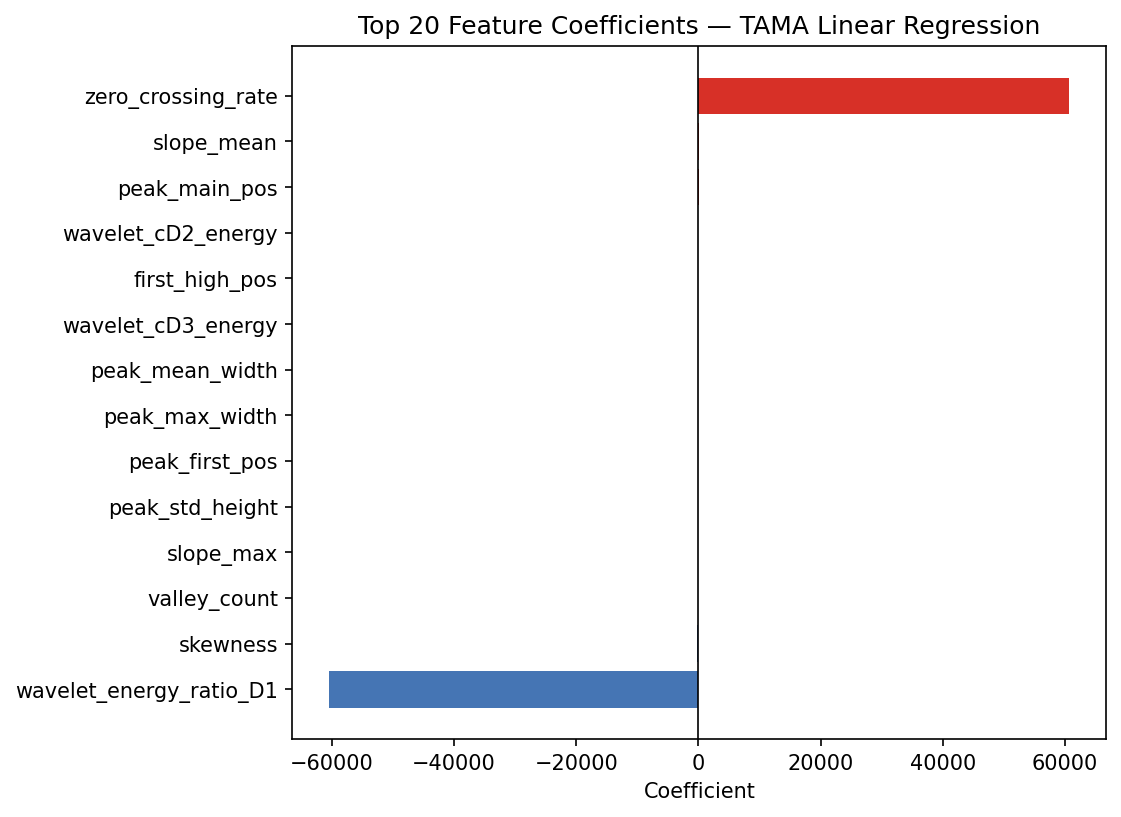 Top 20 Feature Coefficients — TAMA Linear Regression
zero_crossing_rate
slope_mean
peak_main_pos
wavelet_cD2_energy
first_high_pos
wavelet_cD3_energy
peak_mean_width
peak_max_width
peak_first_pos
peak_std_height
slope_max
valley_count
skewness
wavelet_energy_ratio_D1
−60000 −40000 −20000 0 20000 40000 60000
Coefficient